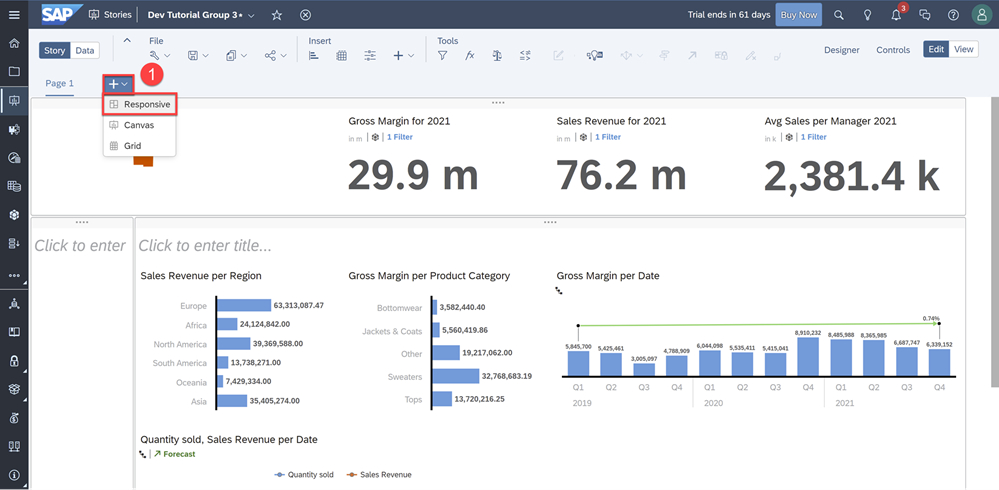 SAP Stories Dev Tutorial Group 3* Trial ends in 61 days Buy Now 3
Story Data File Insert Tools Designer Controls Edit View
Page 1 1
Responsive
Canvas
Grid
Gross Margin for 2021 Sales Revenue for 2021 Avg Sales per Manager 2021
in m 1 Filter in m 1 Filter in k 1 Filter
29.9 m 76.2 m 2,381.4 k
Click to enter Click to enter title...
Sales Revenue per Region
Europe 63,313,087.47
Africa 24,124,842.00
North America 39,369,588.00
South America 13,738,271.00
Oceania 7,429,334.00
Asia 35,405,274.00
Gross Margin per Product Category
Bottomwear 3,582,440.40
Jackets & Coats 5,560,419.86
Other 19,217,062.00
Sweaters 32,768,683.19
Tops 13,720,216.25
Gross Margin per Date
0.74%
5,845,700 5,425,461 3,005,097 4,788,909 6,044,098 5,535,411 5,415,041 8,910,232 8,485,988 8,365,985 6,687,747 6,339,152
Q1 Q2 Q3 Q4 Q1 Q2 Q3 Q4 Q1 Q2 Q3 Q4
2019 2020 2021
Quantity sold, Sales Revenue per Date
Forecast
Quantity sold Sales Revenue